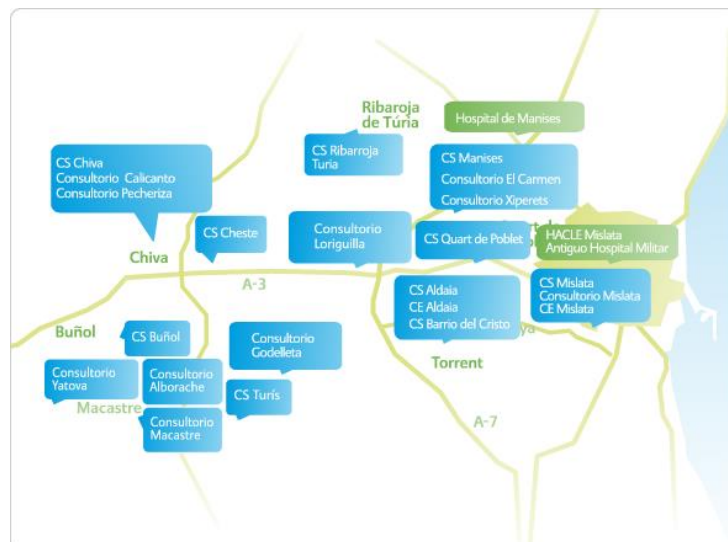 Ribaroja
de Túria
Hospital de Manises
CS Ribarroja
Turia
CS Manises
Consultorio El Carmen
Consultorio Xiperets
CS Chiva
Consultorio Calicanto
Consultorio Pecheriza
CS Cheste
Consultorio
Loriguilla
CS Quart de Poblet
HACLE Mislata
Antiguo Hospital Militar
Chiva
A-3
CS Aldaia
CE Aldaia
CS Barrio del Cristo
CS Mislata
Consultorio Mislata
CE Mislata
Buñol
CS Buñol
Consultorio
Godelleta
Torrent
Consultorio
Yatova
Consultorio
Alborache
CS Turís
Macastre
Consultorio
Macastre
A-7